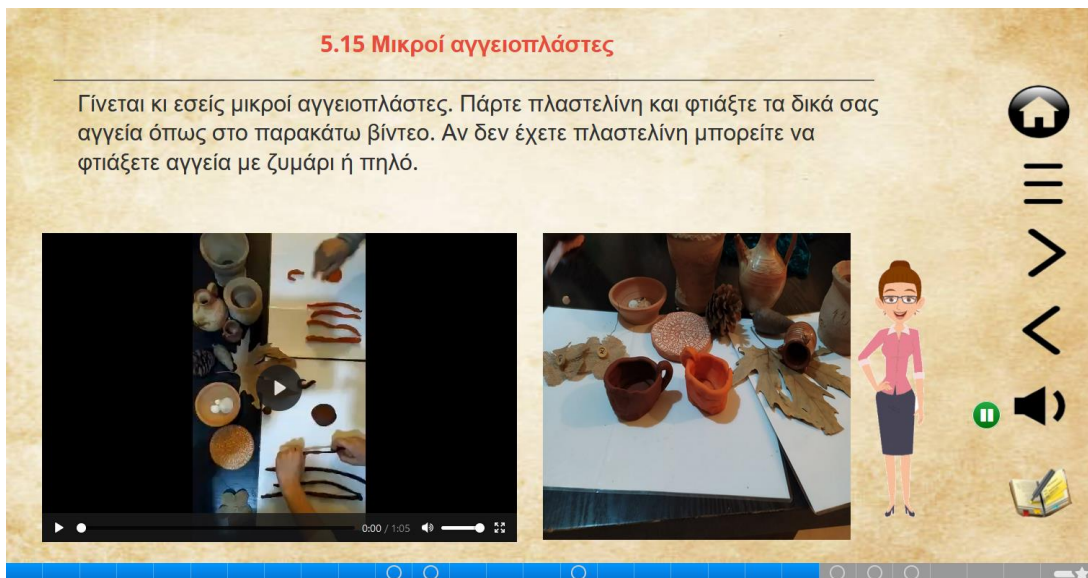 5.15 Μικροί αγγειοπλάστες
Γίνεται κι εσείς μικροί αγγειοπλάστες. Πάρτε πλαστελίνη και φτιάξτε τα δικά σας
αγγεία όπως στο παρακάτω βίντεο. Αν δεν έχετε πλαστελίνη μπορείτε να
φτιάξετε αγγεία με ζυμάρι ή πηλό.
0:00 / 1:05